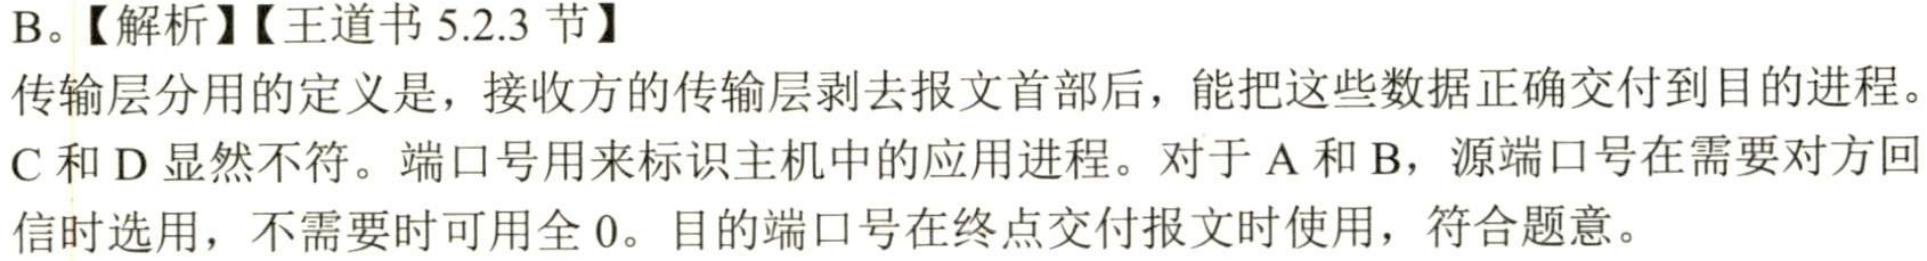 B。【解析】【王道书 5.2.3 节】
传输层分用的定义是，接收方的传输层剥去报文首部后，能把这些数据正确交付到目的进程。
C 和 D 显然不符。端口号用来标识主机中的应用进程。对于 A 和 B，源端口号在需要对方回
信时选用，不需要时可用全 0。目的端口号在终点交付报文时使用，符合题意。